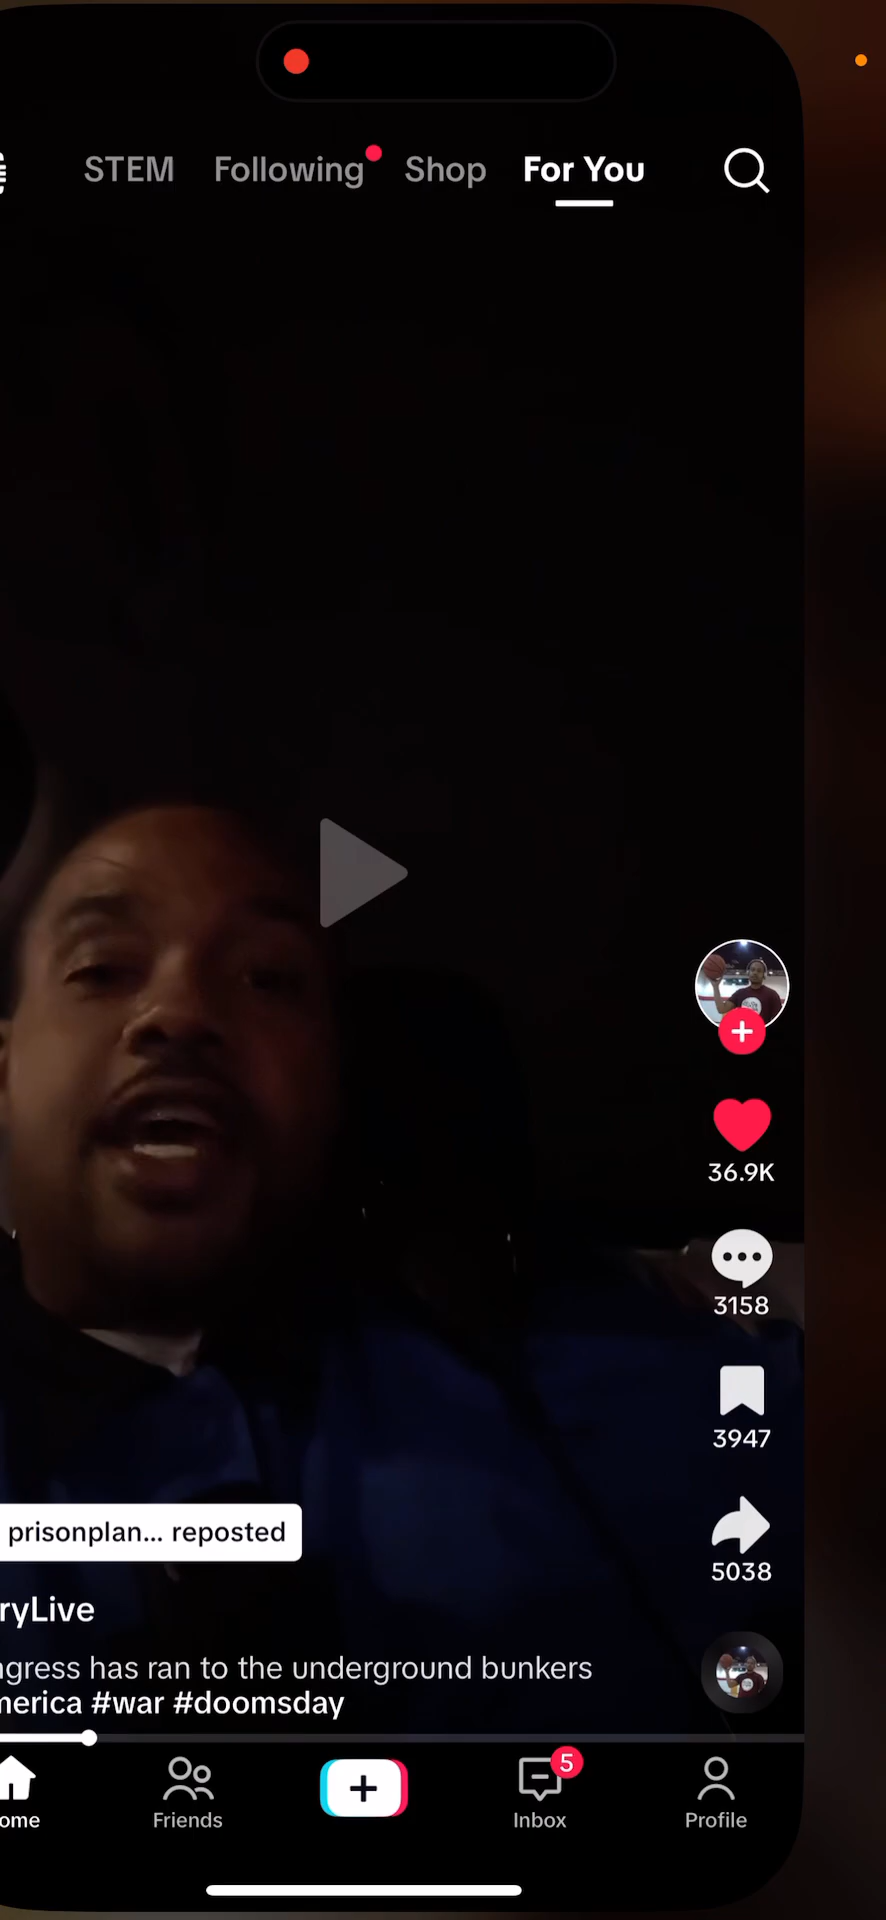 STEM Following Shop For You
36.9K
3158
3947
5038
prisonplan... reposted
ryLive
ngress has ran to the underground bunkers
merica #war #doomsday
ome Friends Inbox 5 Profile